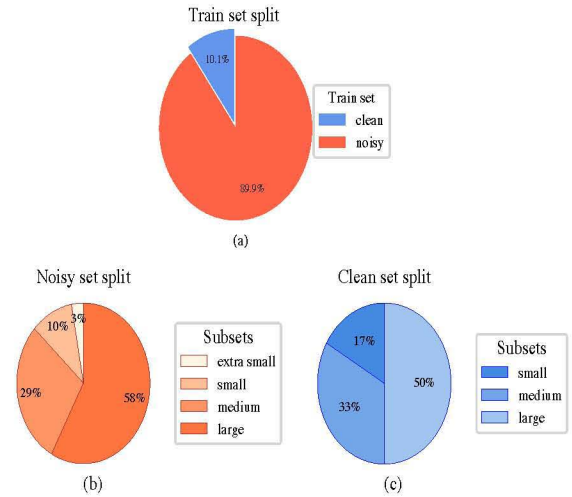 Train set split
10.1%
89.9%
Train set
clean
noisy
(a)
Noisy set split
3%
10%
29%
58%
Subsets
extra small
small
medium
large
(b)
Clean set split
17%
33%
50%
Subsets
small
medium
large
(c)